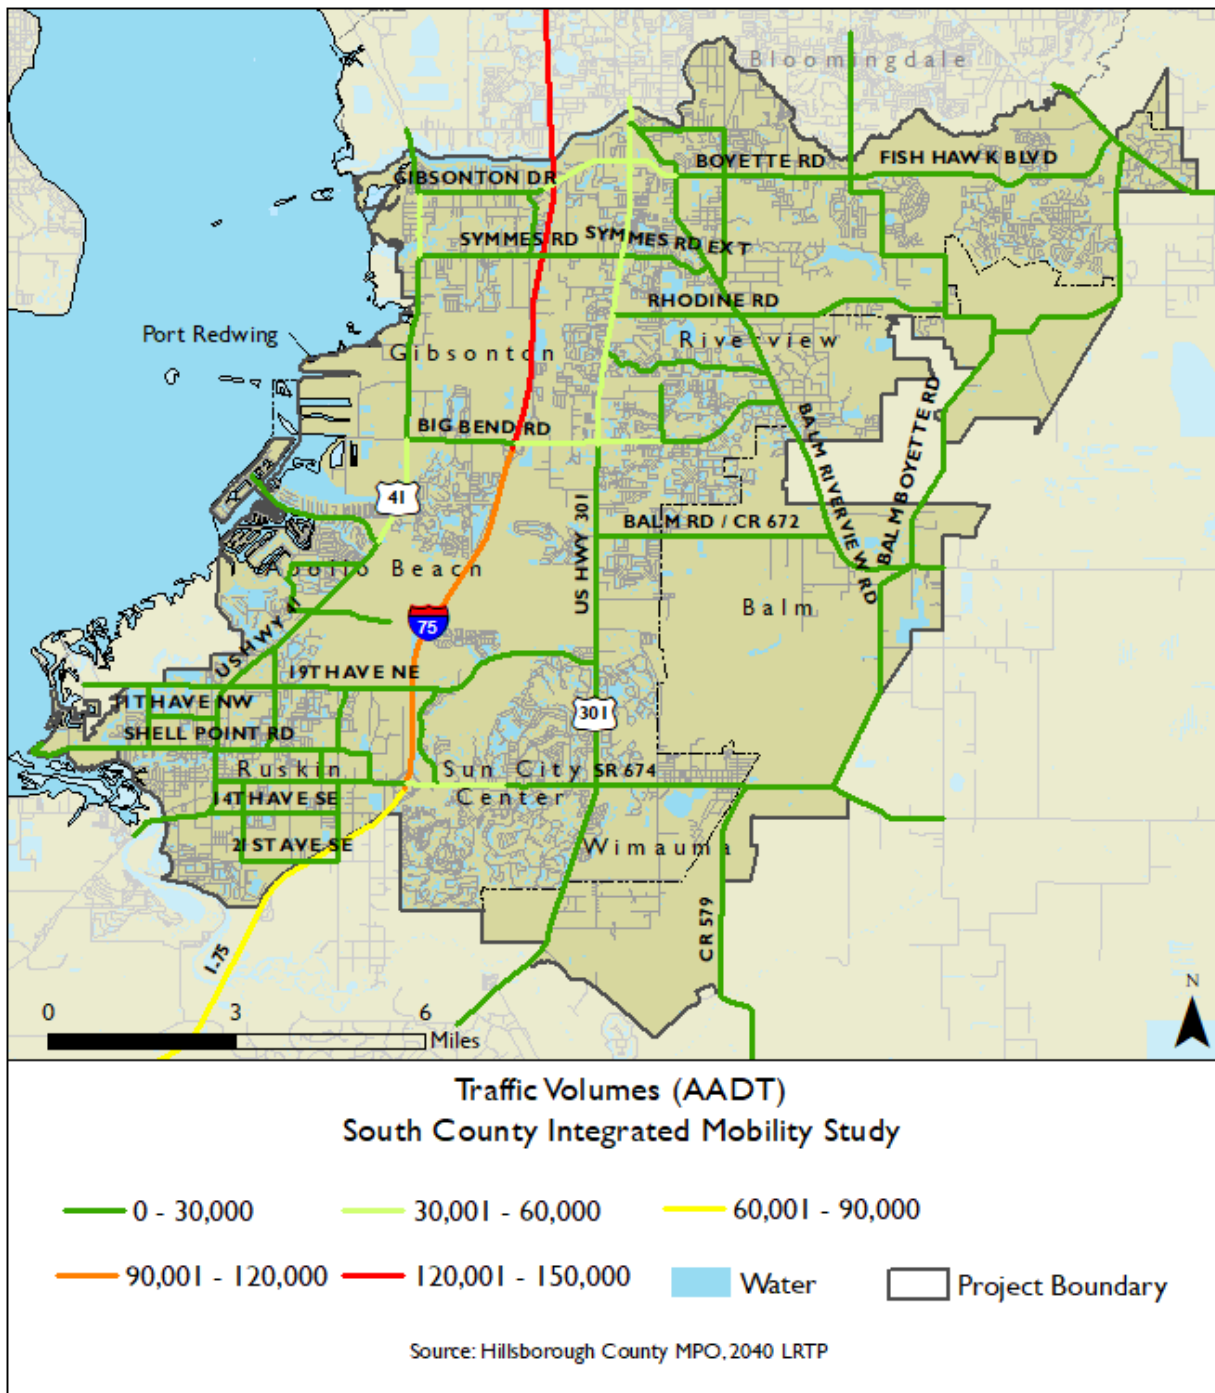 Bloomingdale
BOYETTE RD
FISH HAWK BLVD
GIBSONTON DR
SYMMES RD
SYMMES RD EXT
RHODINE RD
Port Redwing
Gibsonton
Riverview
BIG BEND RD
BALM RIVERVIEW RD
BALM BOYETTE RD
41
US HWY 301
BALM RD / CR 672
Apollo Beach
Balm
75
US HWY 41
19TH AVE NE
11TH AVE NW
301
SHELL POINT RD
Ruskin
Sun City
Center
SR 674
14TH AVE SE
21ST AVE SE
Wimauma
CR 579
I-75
N
0 3 6
Miles
Traffic Volumes (AADT)
South County Integrated Mobility Study
0 - 30,000
30,001 - 60,000
60,001 - 90,000
90,001 - 120,000
120,001 - 150,000
Water
Project Boundary
Source: Hillsborough County MPO, 2040 LRTP